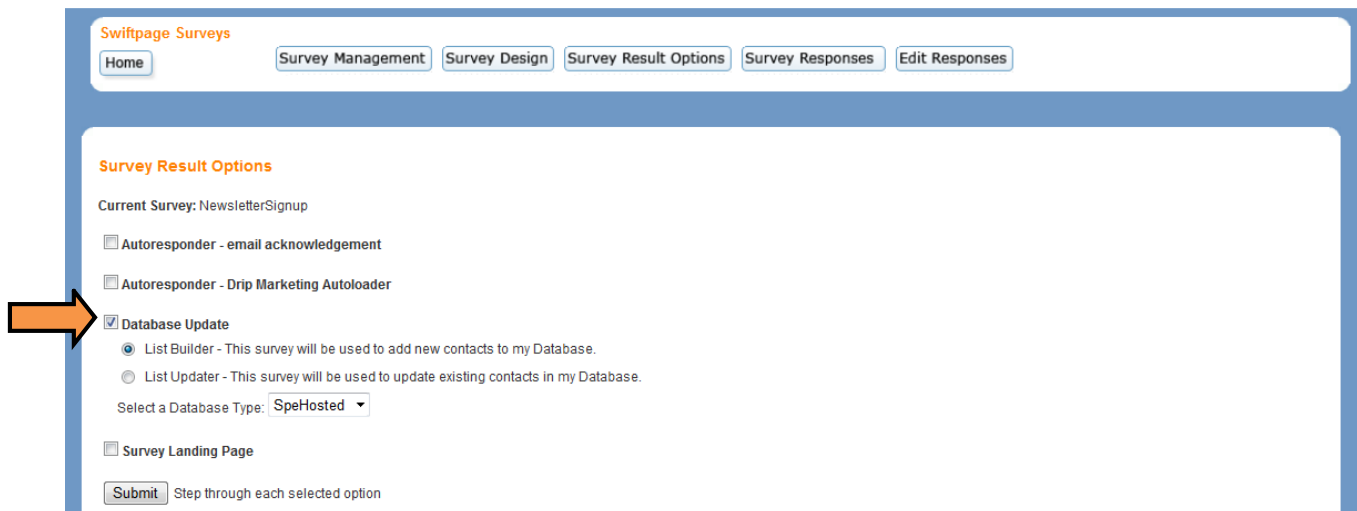 Swiftpage Surveys
Home Survey Management Survey Design Survey Result Options Survey Responses Edit Responses
Survey Result Options
Current Survey: NewsletterSignup
Autoresponder - email acknowledgement
Autoresponder - Drip Marketing Autoloader
Database Update
List Builder - This survey will be used to add new contacts to my Database.
List Updater - This survey will be used to update existing contacts in my Database.
Select a Database Type: SpeHosted
Survey Landing Page
Submit Step through each selected option